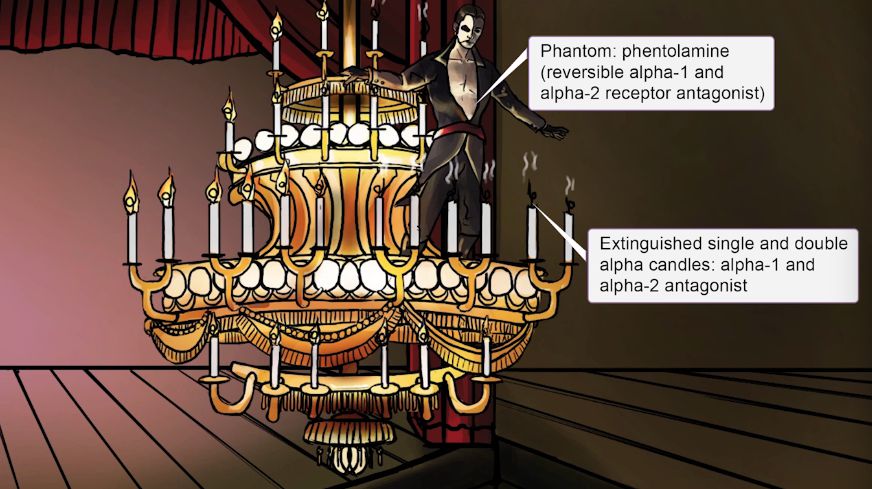 Phantom: phentolamine
(reversible alpha-1 and
alpha-2 receptor antagonist)
Extinguished single and double
alpha candles: alpha-1 and
alpha-2 antagonist